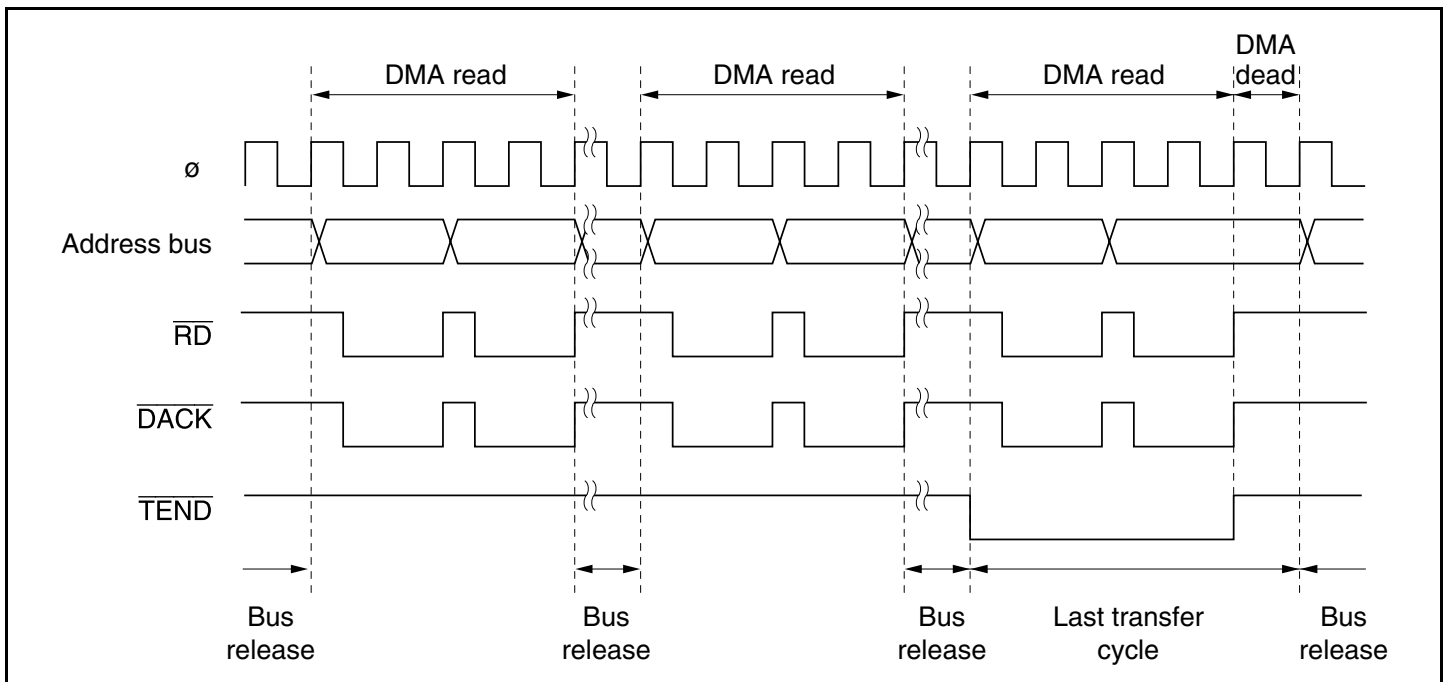 DMA read
DMA read
DMA read
DMA
dead
ø
Address bus
RD
DACK
TEND
Bus
release
Bus
release
Bus
release
Last transfer
cycle
Bus
release